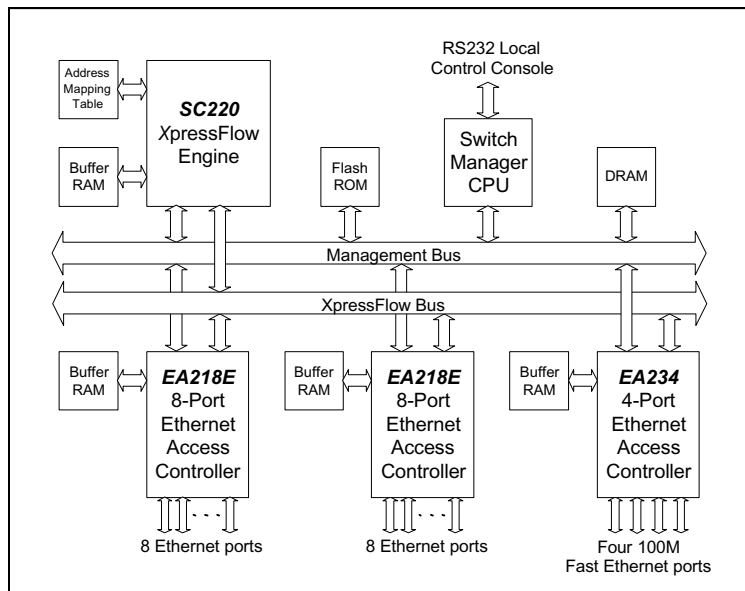 RS232 Local
Control Console
Address
Mapping
Table
SC220
XpressFlow
Engine
Switch
Manager
CPU
Buffer
RAM
Flash
ROM
DRAM
Management Bus
XpressFlow Bus
Buffer
RAM
EA218E
8-Port
Ethernet
Access
Controller
Buffer
RAM
EA218E
8-Port
Ethernet
Access
Controller
Buffer
RAM
EA234
4-Port
Ethernet
Access
Controller
8 Ethernet ports
8 Ethernet ports
Four 100M
Fast Ethernet ports